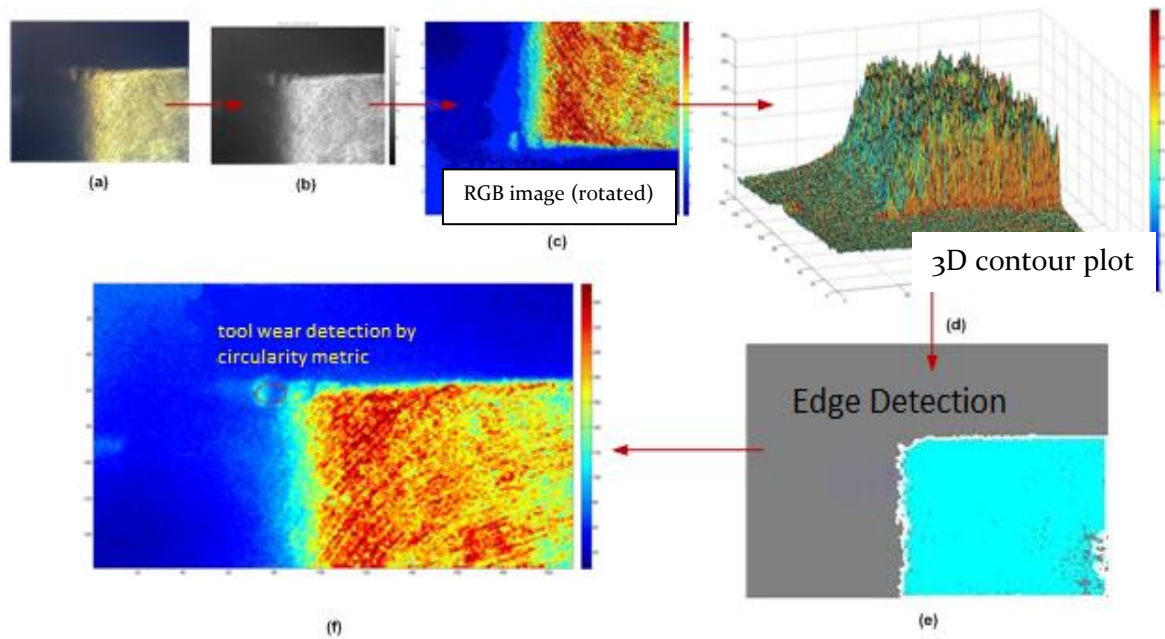 (a)
(b)
RGB image (rotated)
(c)
3D contour plot
(d)
tool wear detection by
circularity metric
Edge Detection
(e)
(f)